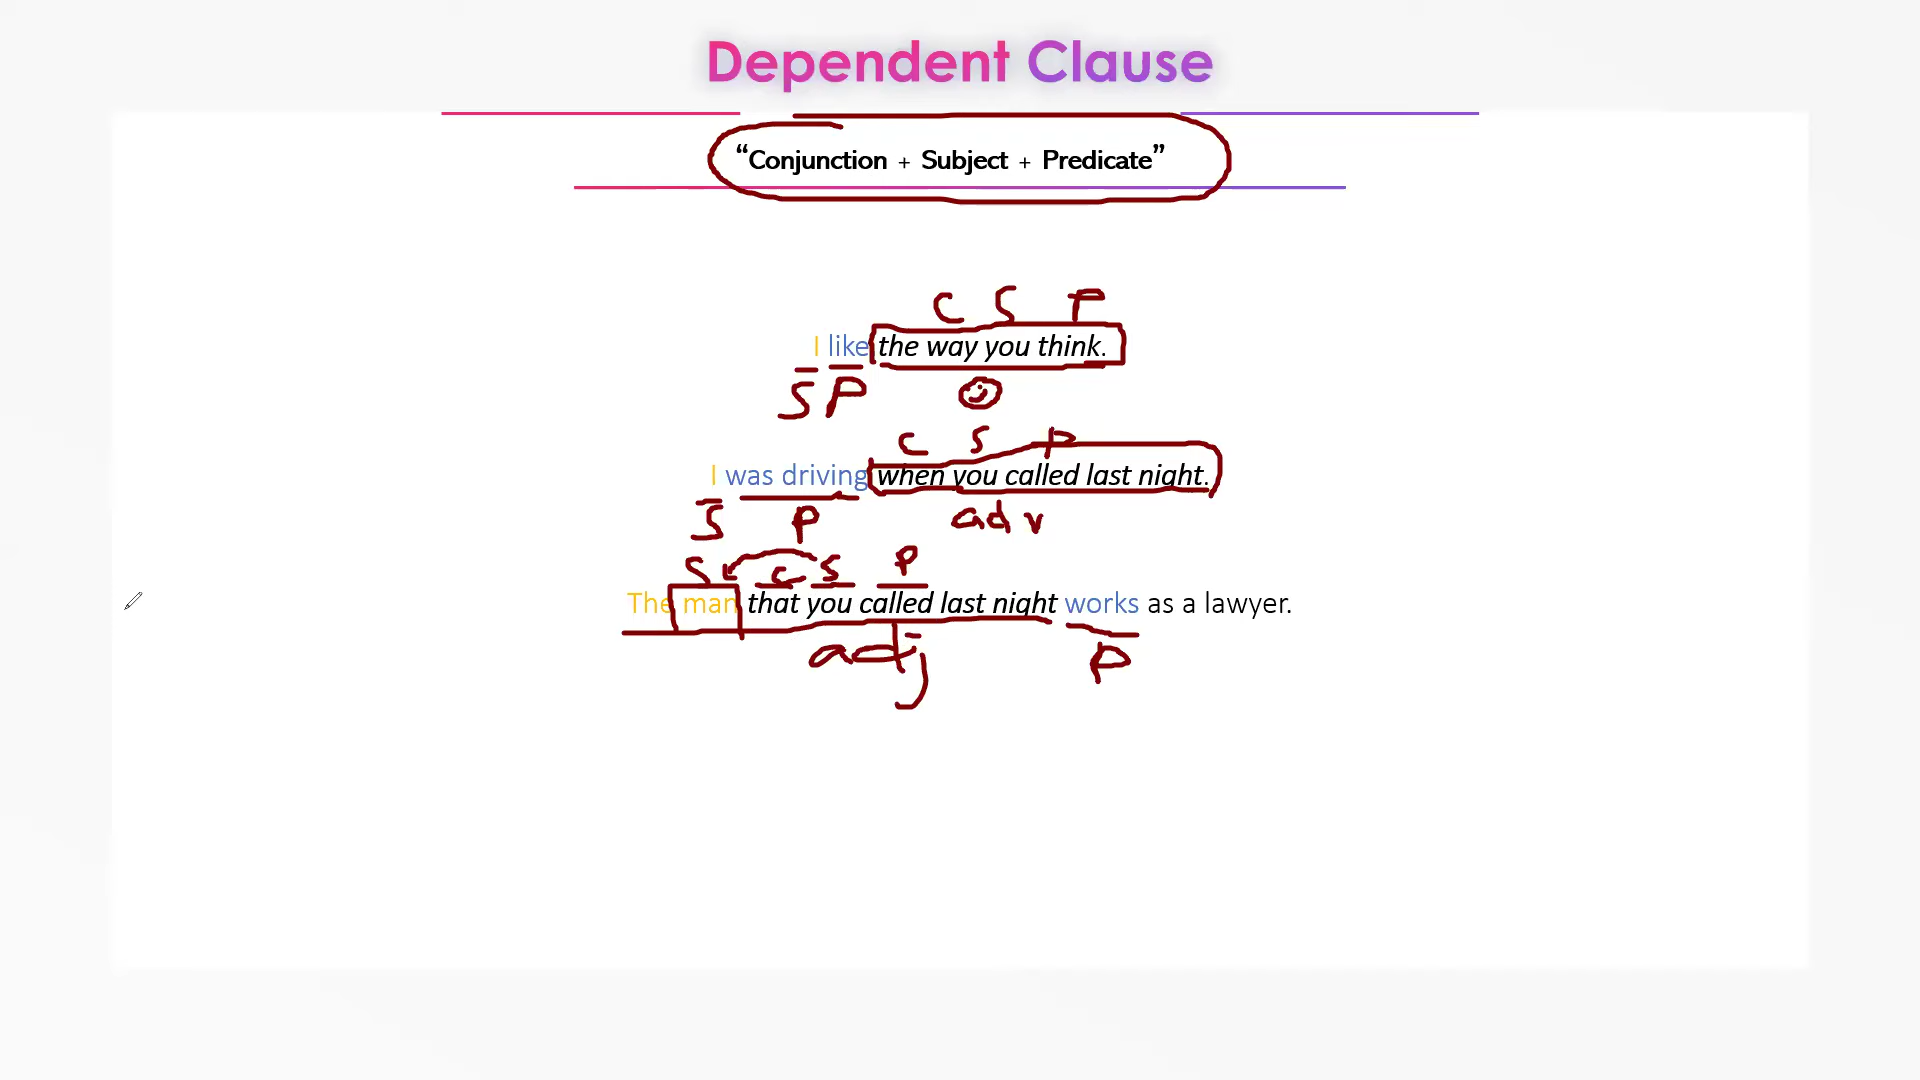 Dependent Clause
“Conjunction + Subject + Predicate”
C S P
I like the way you think.
S P
C S P
I was driving when you called last night.
S P adv
S C S P
The man that you called last night works as a lawyer.
adj P